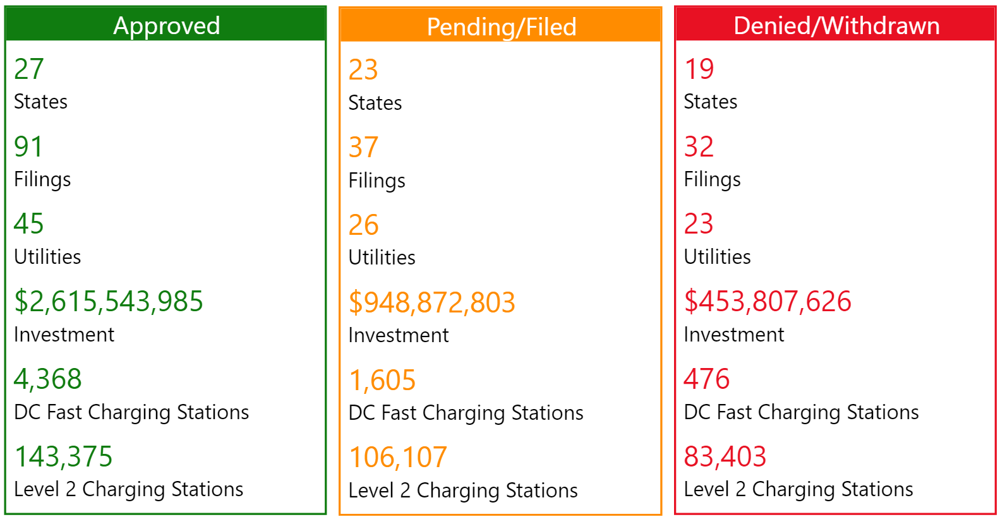 Approved
27
States
91
Filings
45
Utilities
$2,615,543,985
Investment
4,368
DC Fast Charging Stations
143,375
Level 2 Charging Stations
Pending/Filed
23
States
37
Filings
26
Utilities
$948,872,803
Investment
1,605
DC Fast Charging Stations
106,107
Level 2 Charging Stations
Denied/Withdrawn
19
States
32
Filings
23
Utilities
$453,807,626
Investment
476
DC Fast Charging Stations
83,403
Level 2 Charging Stations